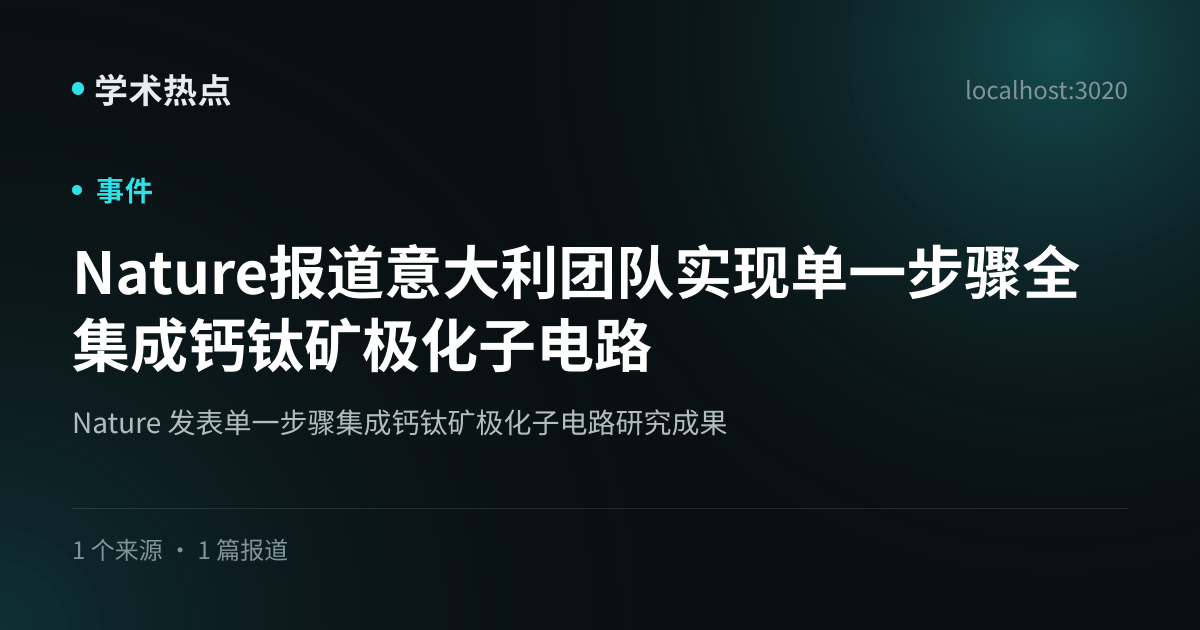 学术热点
localhost:3020
事件
Nature报道意大利团队实现单一步骤全
集成钙钛矿极化子电路
Nature 发表单一步骤集成钙钛矿极化子电路研究成果
1 个来源 · 1 篇报道